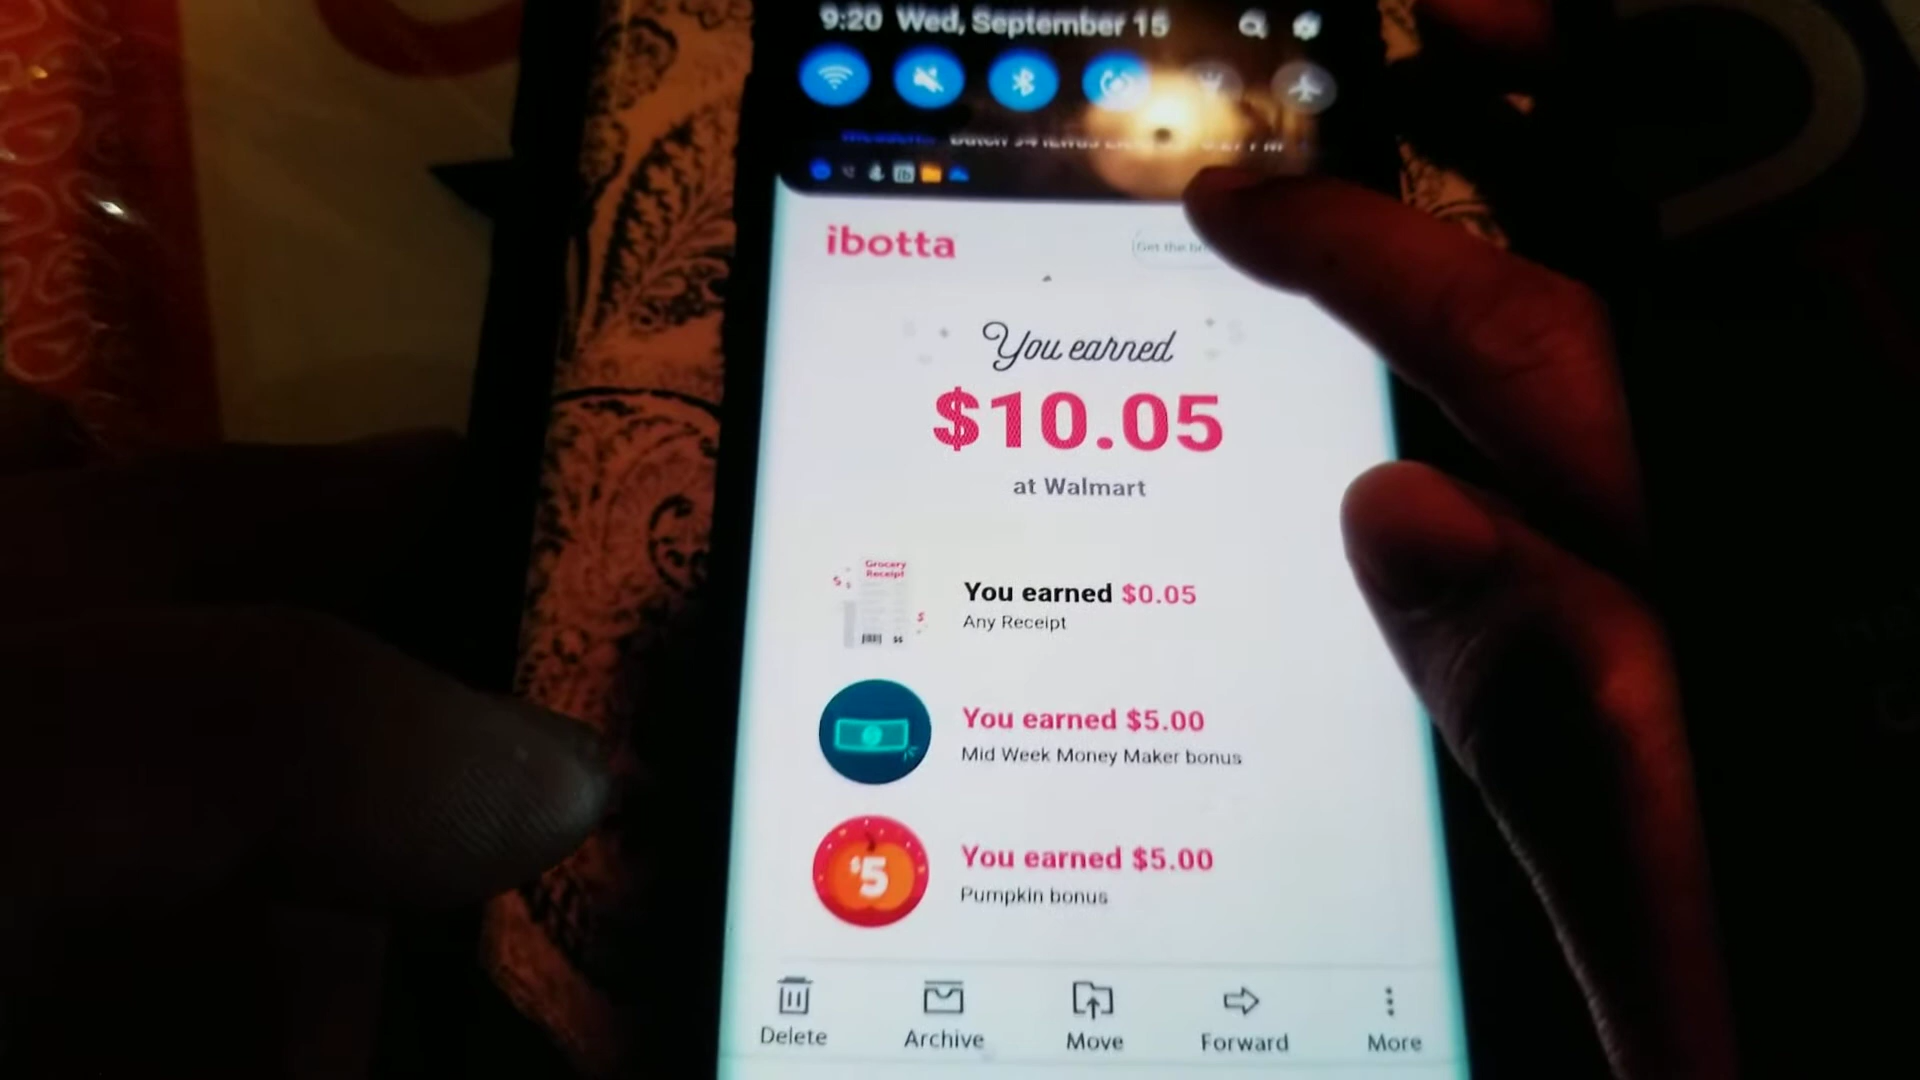 9:20 Wed, September 15
ibotta
Get the
You earned
$10.05
at Walmart
Grocery
Receipt
You earned $0.05
Any Receipt
You earned $5.00
Mid Week Money Maker bonus
$5
You earned $5.00
Pumpkin bonus
Delete
Archive
Move
Forward
More